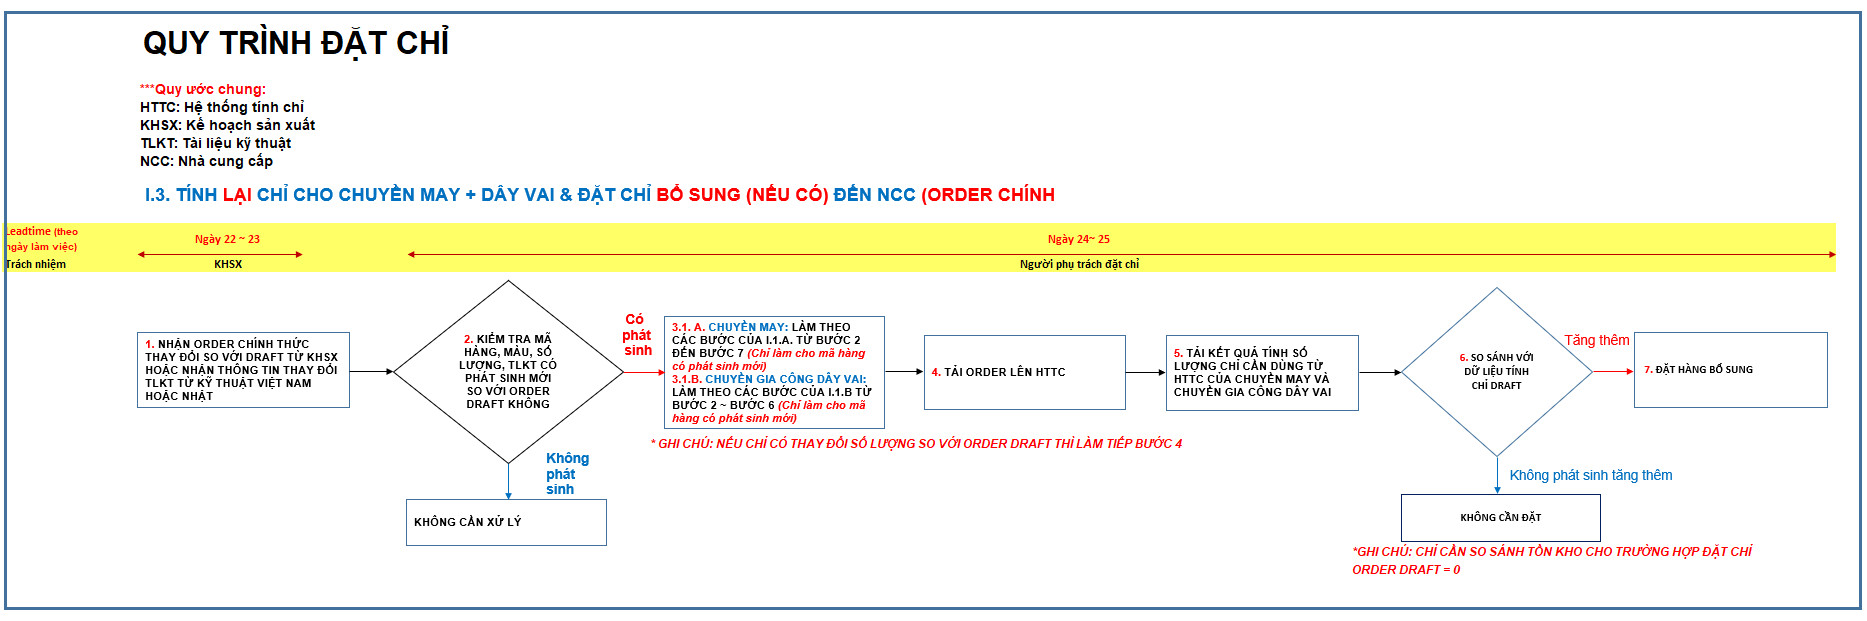 QUY TRÌNH ĐẶT CHỈ
***Quy ước chung:
HTTC: Hệ thống tính chỉ
KHSX: Kế hoạch sản xuất
TLKT: Tài liệu kỹ thuật
NCC: Nhà cung cấp
I.3. TÍNH LẠI CHỈ CHO CHUYỀN MAY + DÂY VAI & ĐẶT CHỈ BỔ SUNG (NẾU CÓ) ĐẾN NCC (ORDER CHÍNH
Leadtime (theo
ngày làm việc)
Ngày 22 ~ 23
Ngày 24~ 25
Trách nhiệm
KHSX
Người phụ trách đặt chỉ
1. NHẬN ORDER CHÍNH THỨC
THAY ĐỔI SO VỚI DRAFT TỪ KHSX
HOẶC NHẬN THÔNG TIN THAY ĐỔI
TLKT TỪ KỸ THUẬT VIỆT NAM
HOẶC NHẬT
2. KIỂM TRA MÃ
HÀNG, MÀU, SỐ
LƯỢNG, TLKT CÓ
PHÁT SINH MỚI
SO VỚI ORDER
DRAFT KHÔNG
Có
phát
sinh
Không
phát
sinh
KHÔNG CẦN XỬ LÝ
3.1. A. CHUYỀN MAY: LÀM THEO
CÁC BƯỚC CỦA I.1.A. TỪ BƯỚC 2
ĐẾN BƯỚC 7 (Chỉ làm cho mã hàng
có phát sinh mới)
3.1.B. CHUYỀN GIA CÔNG DÂY VAI:
LÀM THEO CÁC BƯỚC CỦA I.1.B TỪ
BƯỚC 2 ~ BƯỚC 6 (Chỉ làm cho mã
hàng có phát sinh mới)
* GHI CHÚ: NẾU CHỈ CÓ THAY ĐỔI SỐ LƯỢNG SO VỚI ORDER DRAFT THÌ LÀM TIẾP BƯỚC 4
4. TẢI ORDER LÊN HTTC
5. TẢI KẾT QUẢ TÍNH SỐ
LƯỢNG CHỈ CẦN DÙNG TỪ
HTTC CỦA CHUYỀN MAY VÀ
CHUYỀN GIA CÔNG DÂY VAI
6. SO SÁNH VỚI
DỮ LIỆU TÍNH
CHỈ DRAFT
Tăng thêm
7. ĐẶT HÀNG BỔ SUNG
Không phát sinh tăng thêm
KHÔNG CẦN ĐẶT
*GHI CHÚ: CHỈ CẦN SO SÁNH TỒN KHO CHO TRƯỜNG HỢP ĐẶT CHỈ
ORDER DRAFT = 0